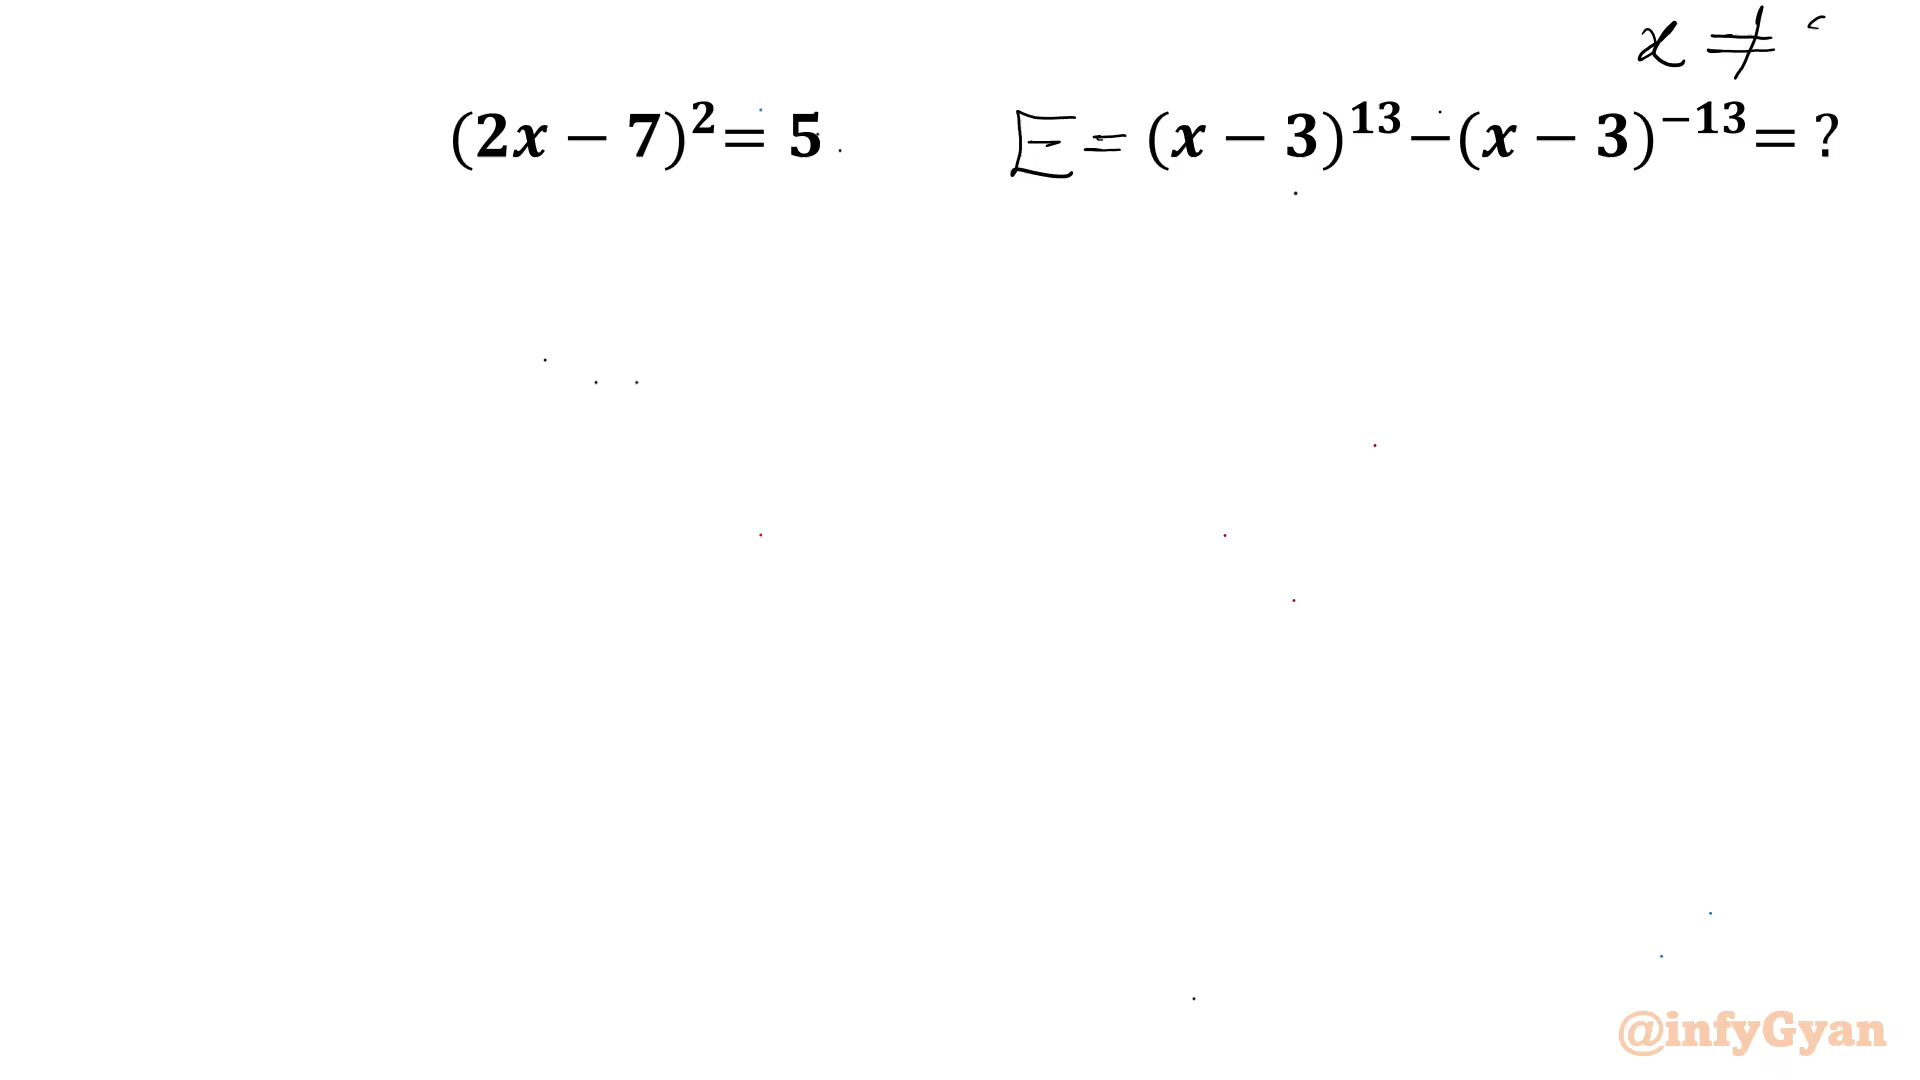 x ≠
(2x − 7)²= 5 E = (x − 3)¹³−(x − 3)⁻¹³= ?
@infyGyan